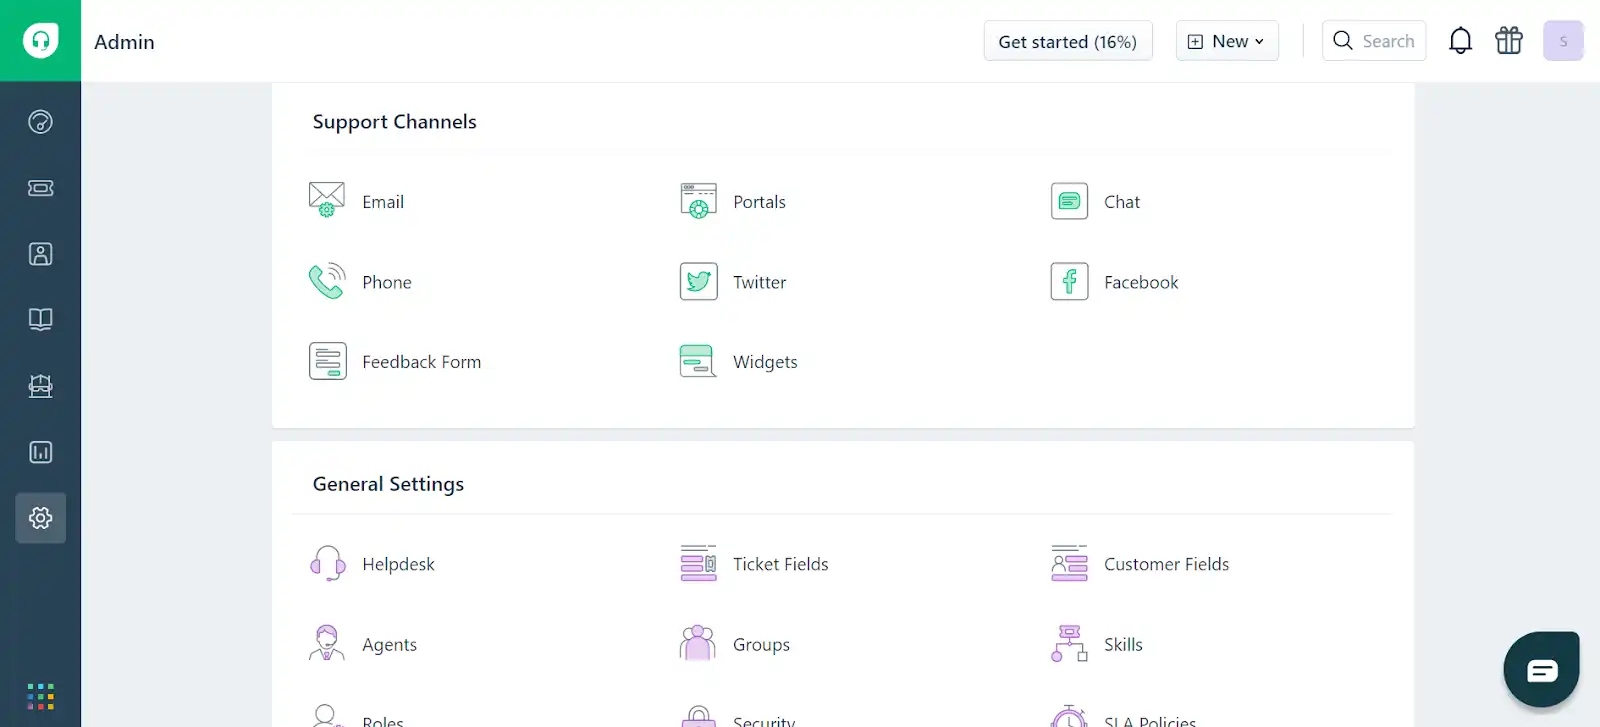 Admin
Get started (16%)
New
Search
S
Support Channels
Email
Portals
Chat
Phone
Twitter
Facebook
Feedback Form
Widgets
General Settings
Helpdesk
Ticket Fields
Customer Fields
Agents
Groups
Skills
Roles
Security
SLA Policies